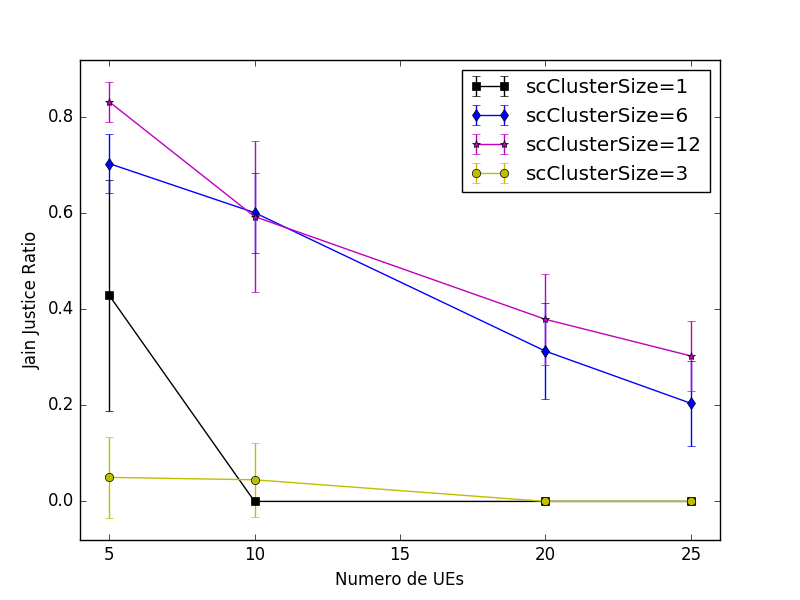 scClusterSize=1
scClusterSize=6
scClusterSize=12
scClusterSize=3
0.8
0.6
0.4
0.2
0.0
Jain Justice Ratio
5 10 15 20 25
Numero de UEs